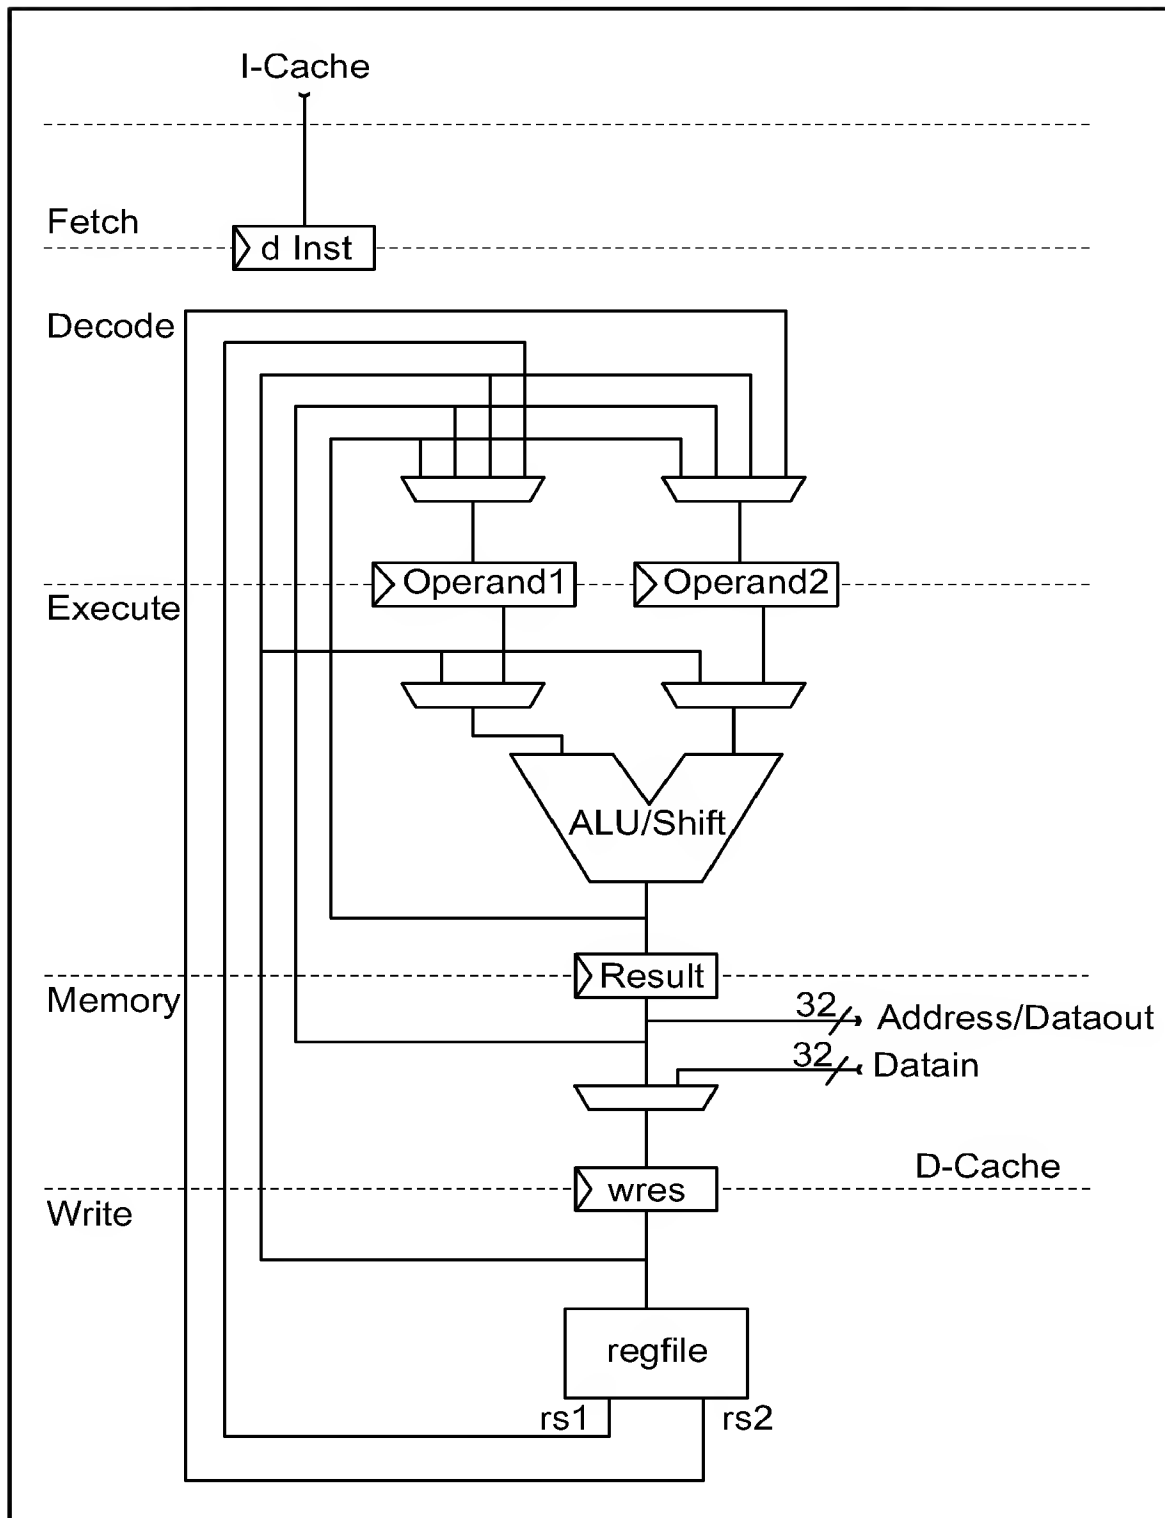 I-Cache
Fetch
d Inst
Decode
Operand1
Operand2
Execute
ALU/Shift
Result
Memory
32
Address/Dataout
32
Datain
D-Cache
wres
Write
regfile
rs1
rs2